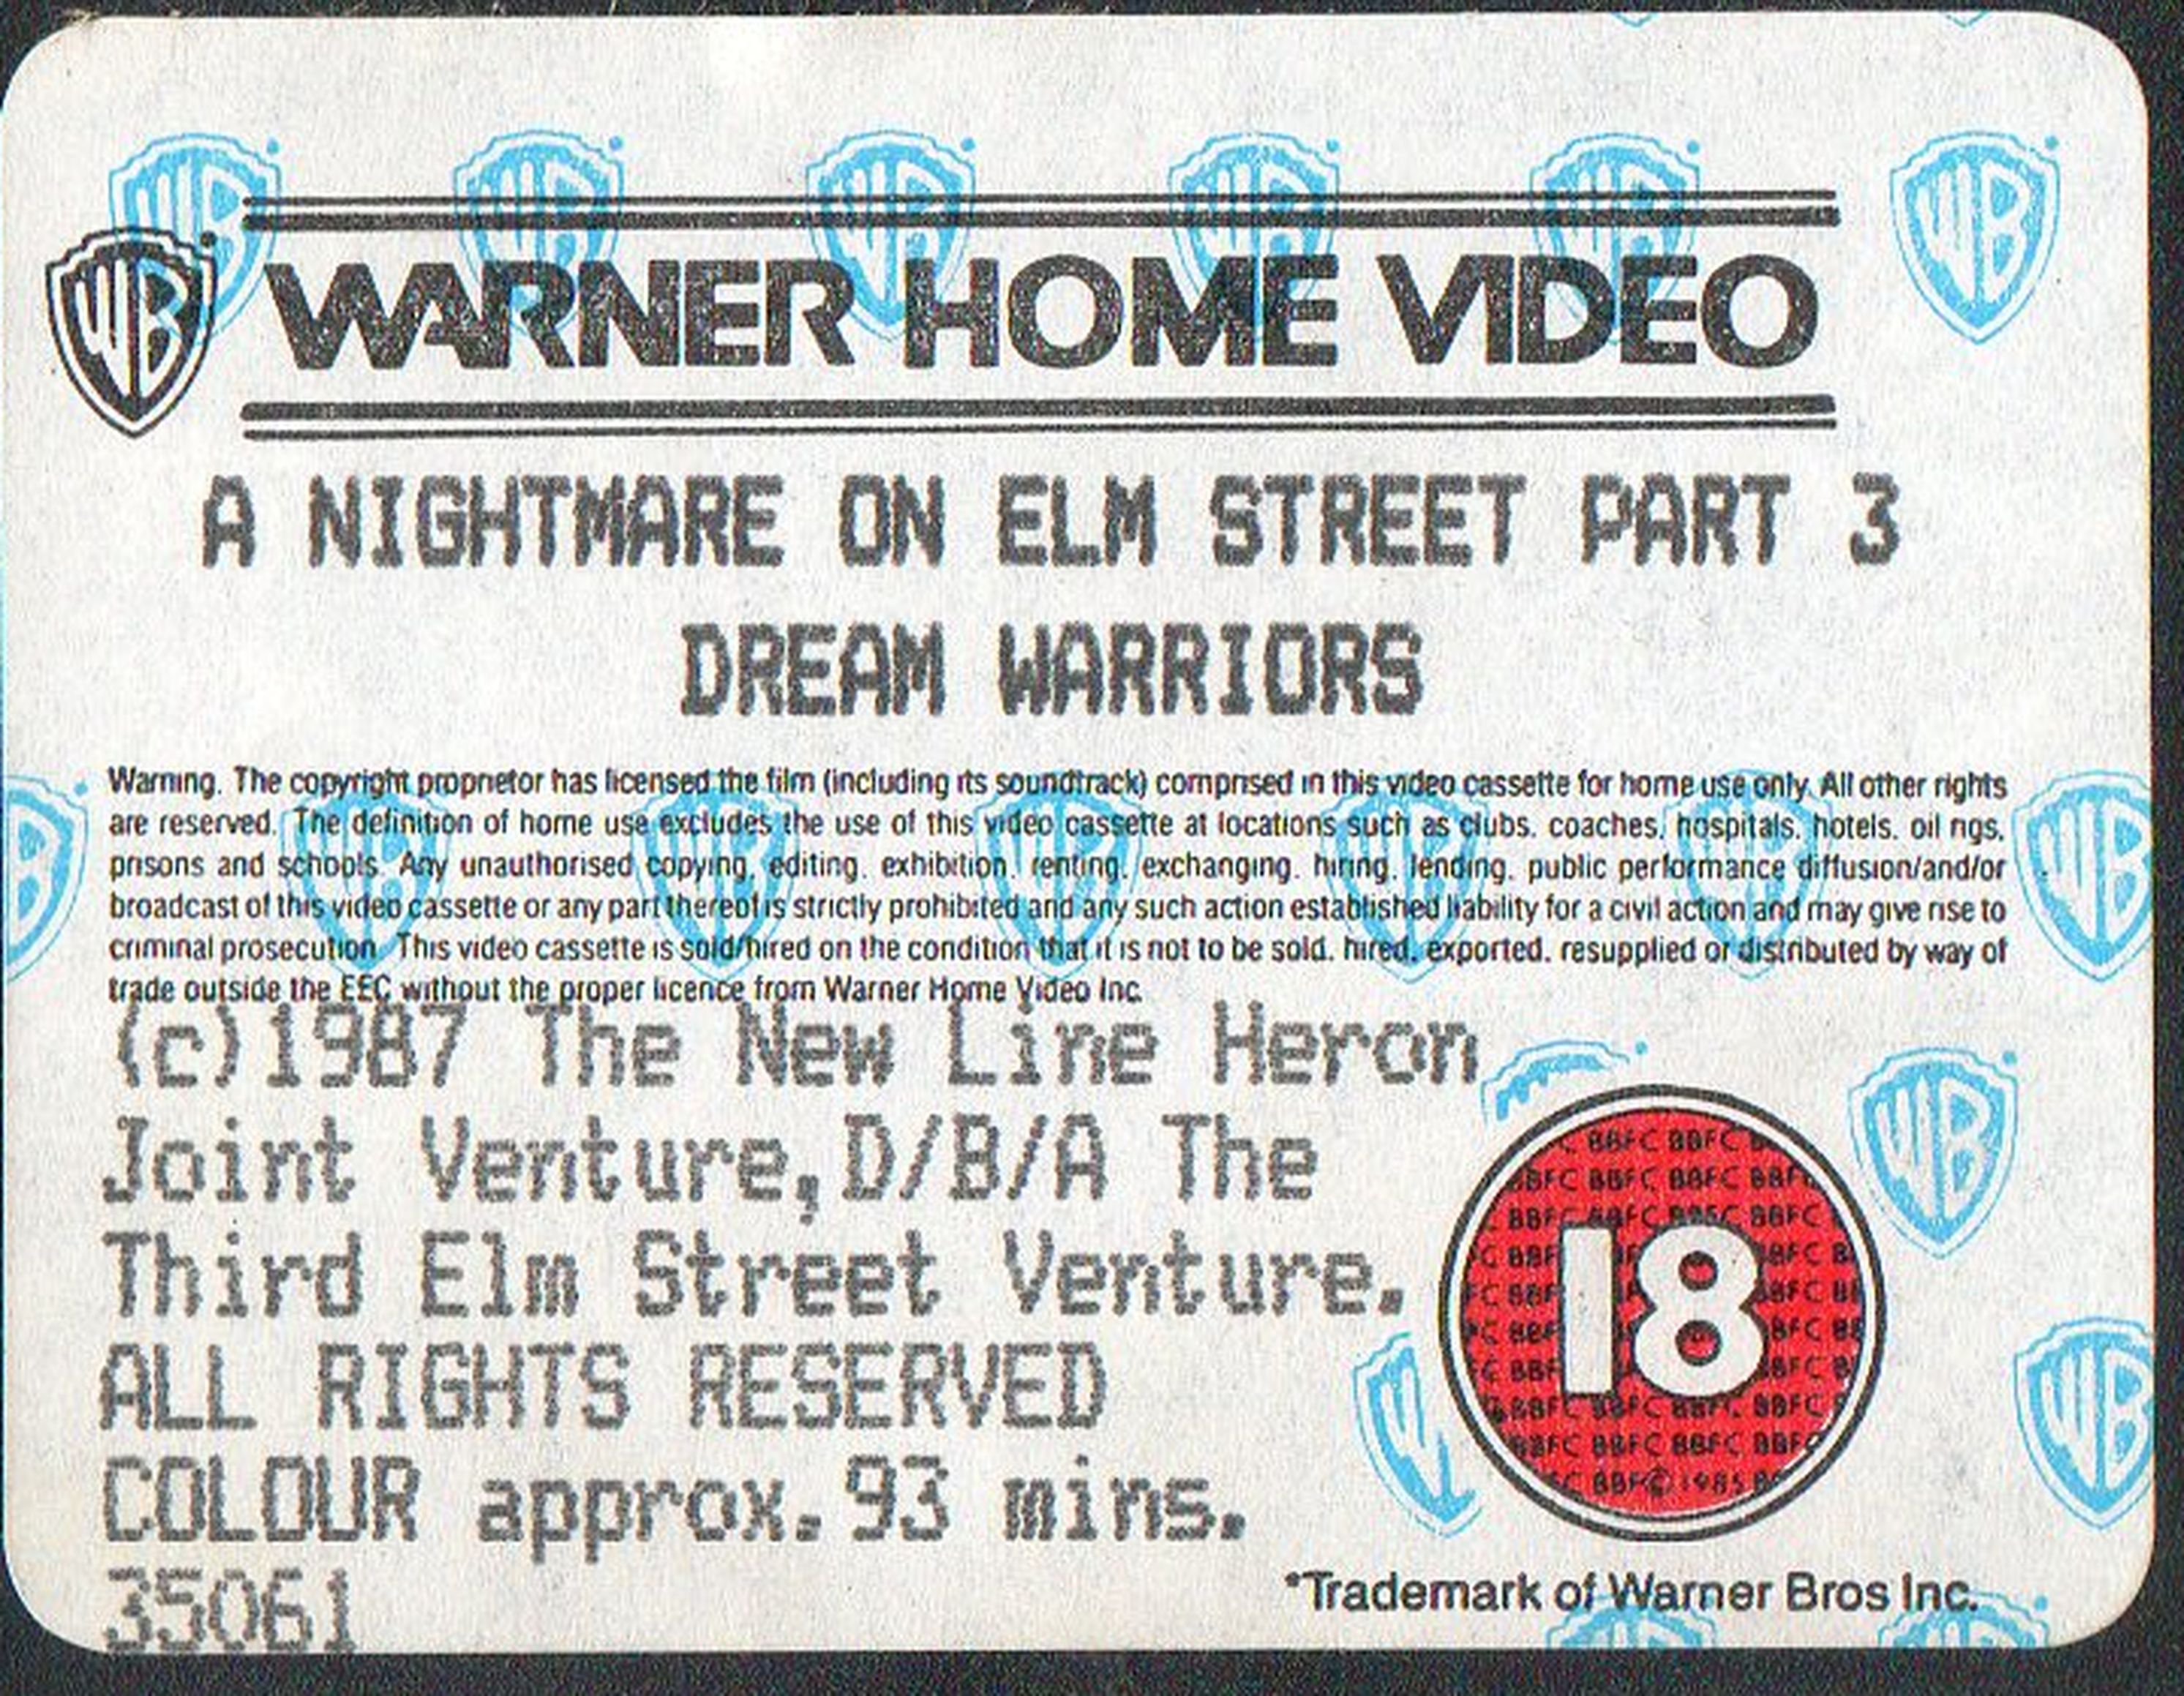 WB WARNER HOME VIDEO
A NIGHTMARE ON ELM STREET PART 3
DREAM WARRIORS
Warning. The copyright proprietor has licensed the film (including its soundtrack) comprised in this video cassette for home use only. All other rights
are reserved. The definition of home use excludes the use of this video cassette at locations such as clubs, coaches, hospitals, hotels, oil rigs,
prisons and schools. Any unauthorised copying, editing, exhibition, renting, exchanging, hiring, lending, public performance diffusion/and/or
broadcast of this video cassette or any part thereof is strictly prohibited and any such action established liability for a civil action and may give rise to
criminal prosecution. This video cassette is sold/hired on the condition that it is not to be sold, hired, exported, resupplied or distributed by way of
trade outside the EEC without the proper licence from Warner Home Video Inc.
(c)1987 The New Line Heron
Joint Venture,D/B/A The
Third Elm Street Venture.
ALL RIGHTS RESERVED
COLOUR approx.93 mins.
35061
18
BBFC © 1985
*Trademark of Warner Bros Inc.